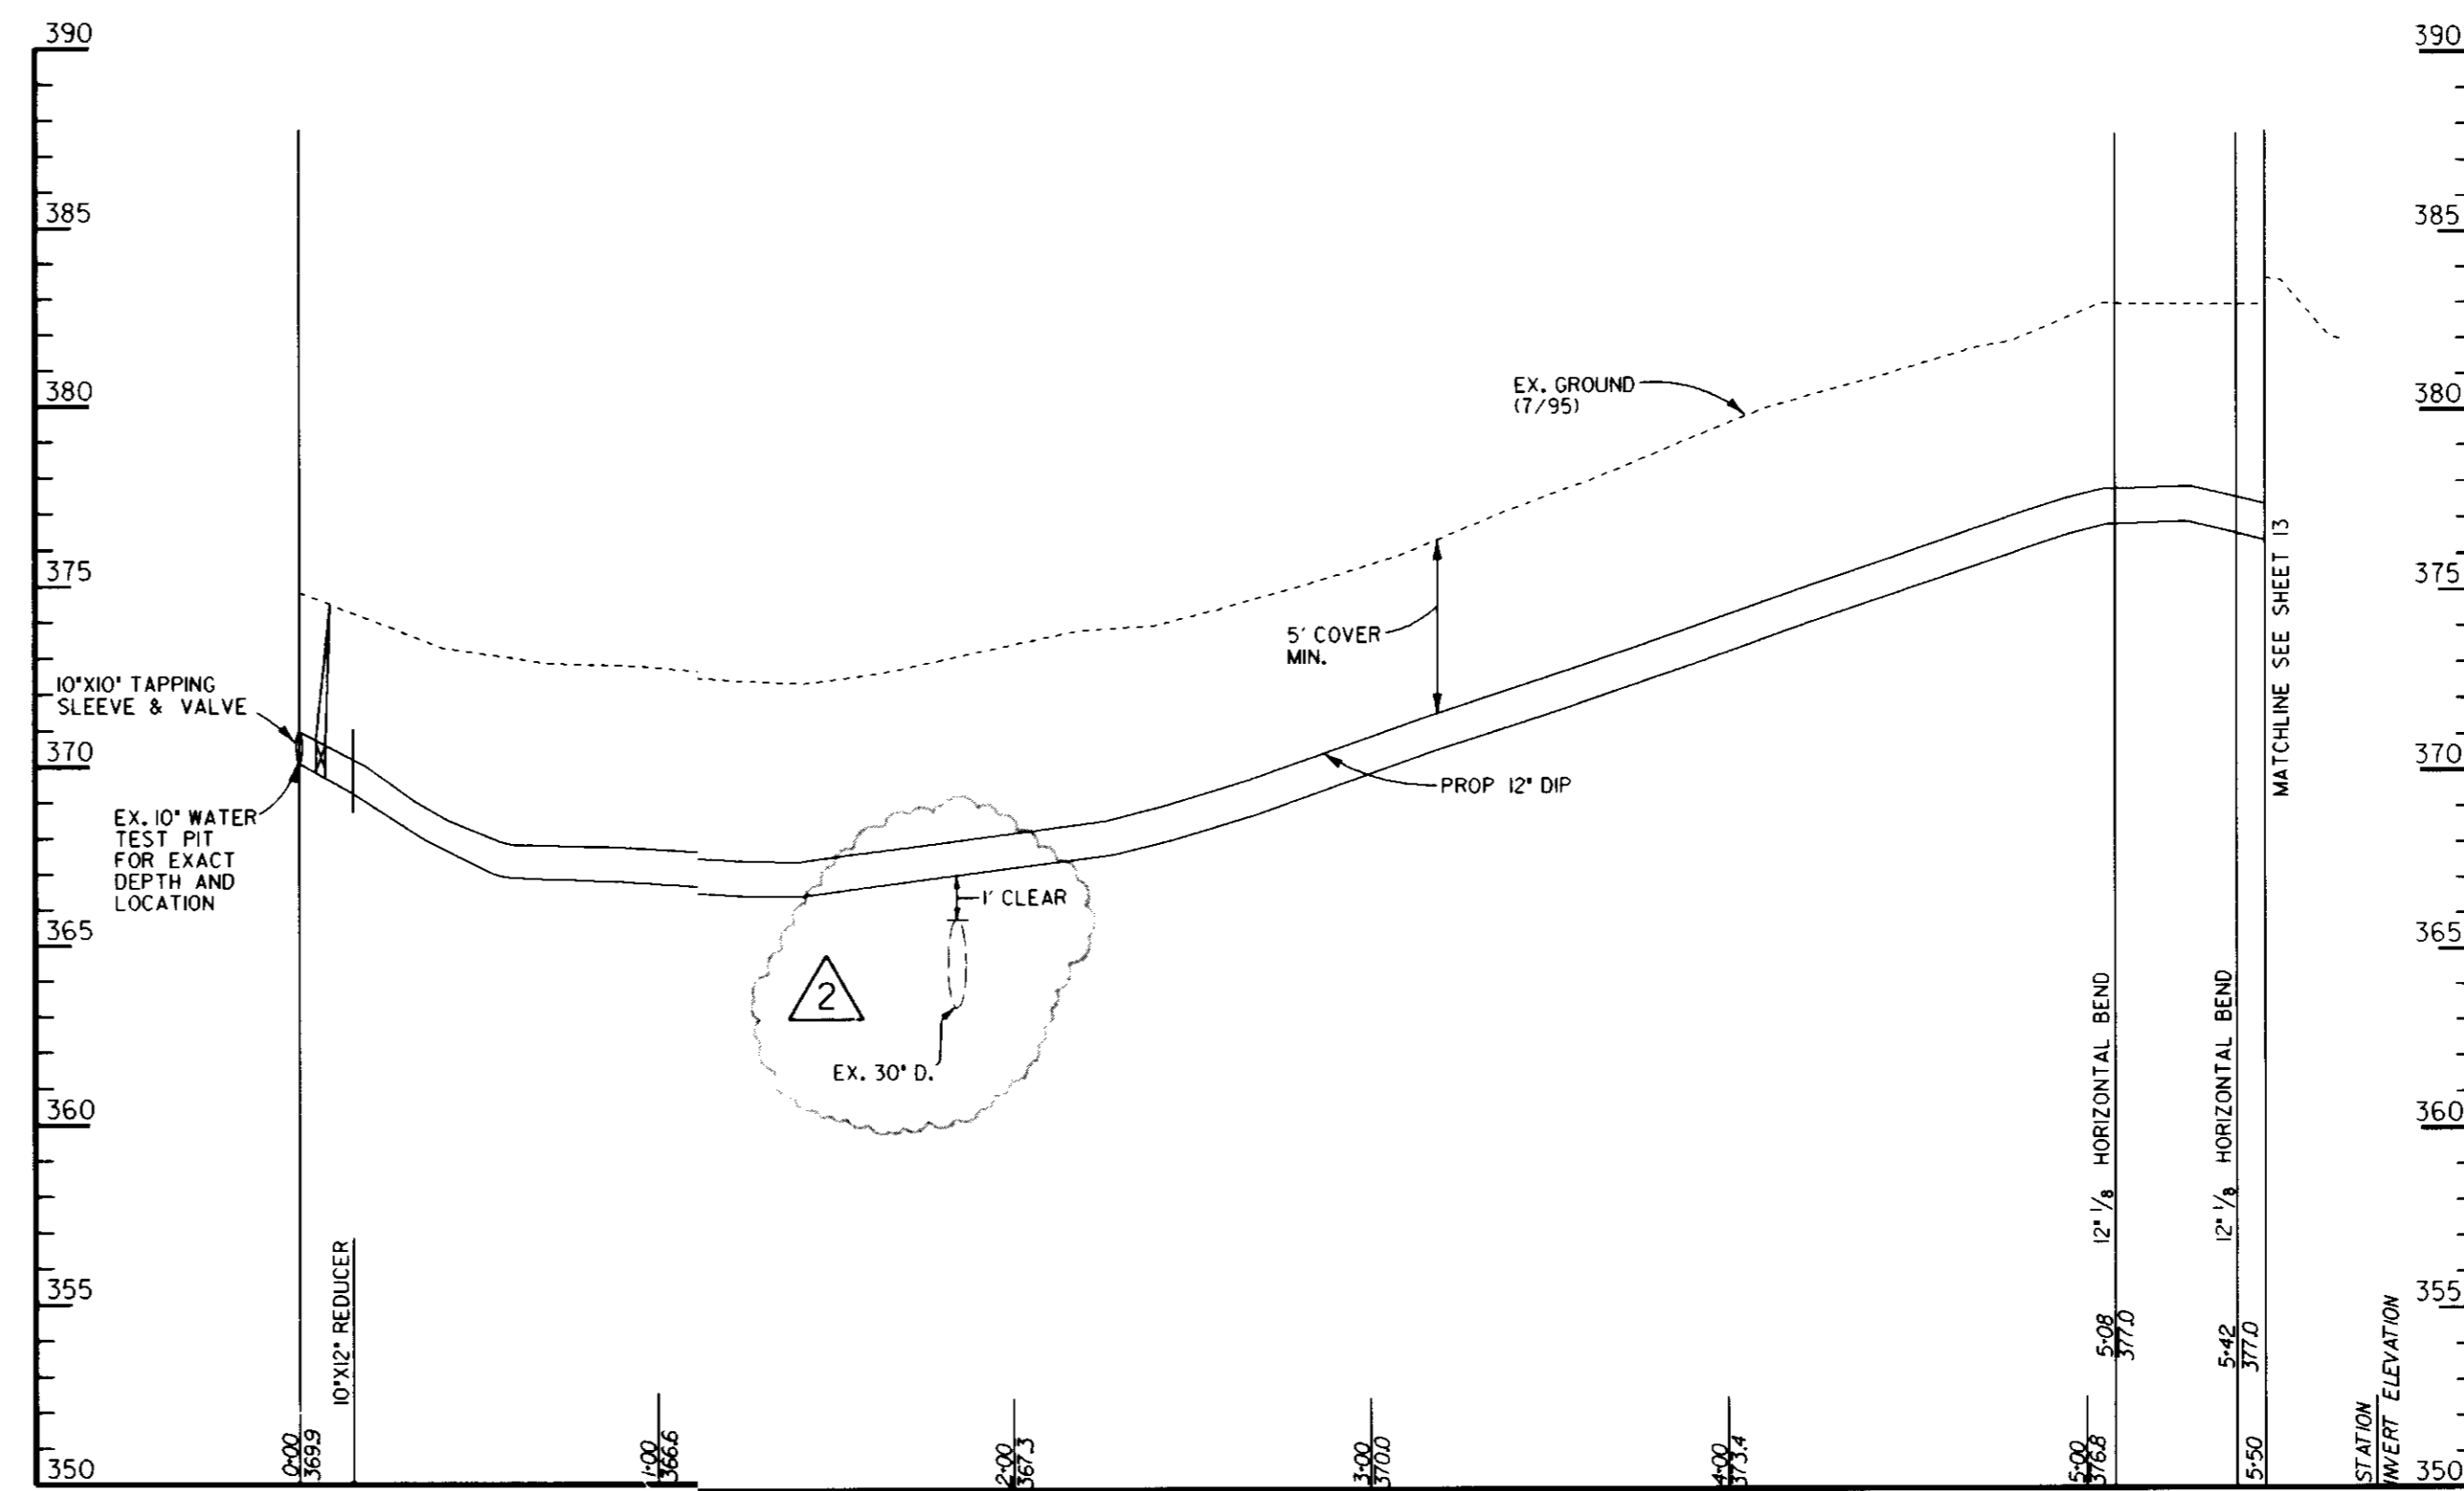 390
390
385
385
380
380
EX. GROUND
(7/95)
375
375
5' COVER
MIN.
10"X10" TAPPING
SLEEVE & VALVE
370
370
PROP 12" DIP
EX. 10" WATER
TEST PIT
FOR EXACT
DEPTH AND
LOCATION
1' CLEAR
365
365
2
EX. 30" D.
360
360
355
355
350
350
MATCHLINE SEE SHEET 13
12" 1/8 HORIZONTAL BEND
12" 1/8 HORIZONTAL BEND
10"X12" REDUCER
0+00
369.9
1+00
366.6
2+00
367.3
3+00
370.0
4+00
373.4
5+00
376.8
5+08
377.0
5+42
377.0
5+50
STATION
INVERT ELEVATION